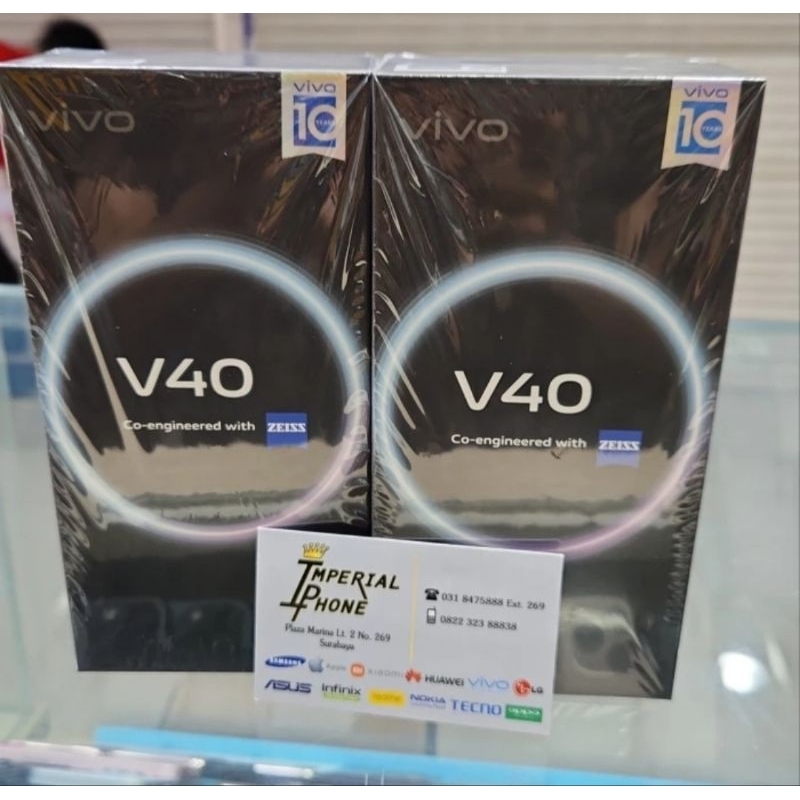 vivo
vivo
10
YEARS
V40
Co-engineered with ZEISS
vivo
vivo
10
YEARS
V40
Co-engineered with ZEISS
IMPERIAL
PHONE
Plaza Marina Lt. 2 No. 269
Surabaya
031 8475888 Ext. 269
0822 323 88838
SAMSUNG Apple xiaomi HUAWEI VIVO LG
ASUS Infinix realme NOKIA TECNO oppo